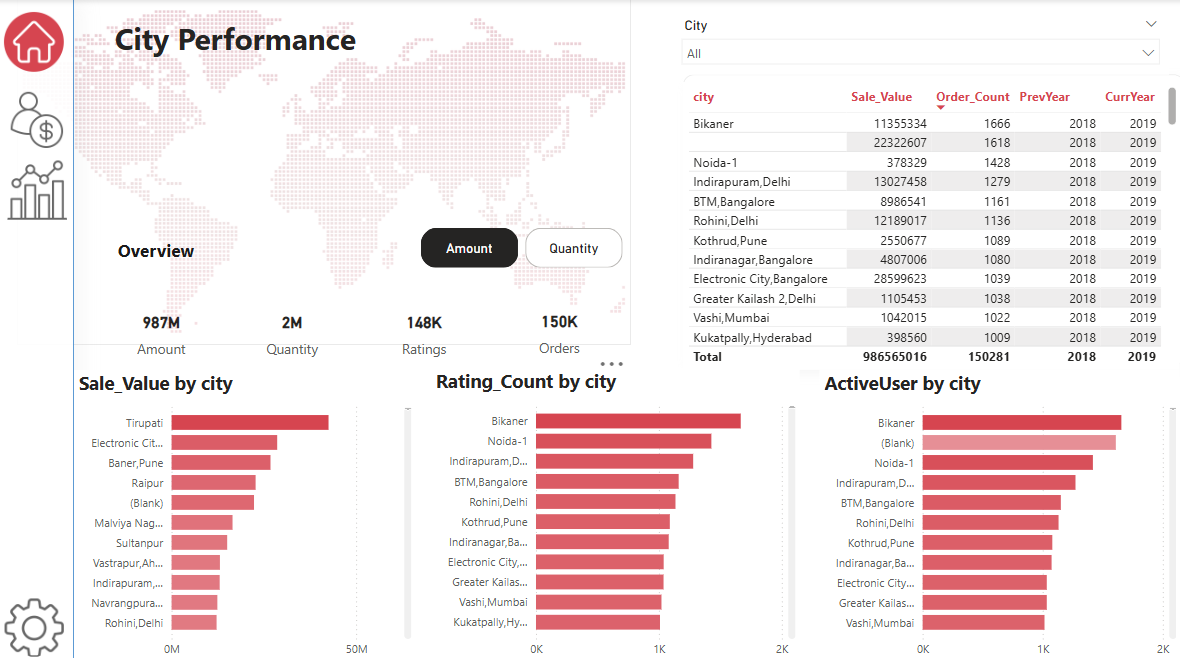 City Performance
Overview
Amount
Quantity
987M
2M
148K
150K
Amount
Quantity
Ratings
Orders
City
All
city Sale_Value Order_Count PrevYear CurrYear
Bikaner 11355334 1666 2018 2019
22322607 1618 2018 2019
Noida-1 378329 1428 2018 2019
Indirapuram,Delhi 13027458 1279 2018 2019
BTM,Bangalore 8986541 1161 2018 2019
Rohini,Delhi 12189017 1136 2018 2019
Kothrud,Pune 2550677 1089 2018 2019
Indiranagar,Bangalore 4807006 1080 2018 2019
Electronic City,Bangalore 28599623 1039 2018 2019
Greater Kailash 2,Delhi 1105453 1038 2018 2019
Vashi,Mumbai 1042015 1022 2018 2019
Kukatpally,Hyderabad 398560 1009 2018 2019
Total 986565016 150281 2018 2019
Sale_Value by city
Tirupati
Electronic Cit...
Baner,Pune
Raipur
(Blank)
Malviya Nag...
Sultanpur
Vastrapur,Ah...
Indirapuram,...
Navrangpura...
Rohini,Delhi
0M 50M
Rating_Count by city
Bikaner
Noida-1
Indirapuram,D...
BTM,Bangalore
Rohini,Delhi
Kothrud,Pune
Indiranagar,Ba...
Electronic City,...
Greater Kailas...
Vashi,Mumbai
Kukatpally,Hy...
0K 1K 2K
ActiveUser by city
Bikaner
(Blank)
Noida-1
Indirapuram,D...
BTM,Bangalore
Rohini,Delhi
Kothrud,Pune
Indiranagar,Ba...
Electronic City...
Greater Kailas...
Vashi,Mumbai
0K 1K 2K